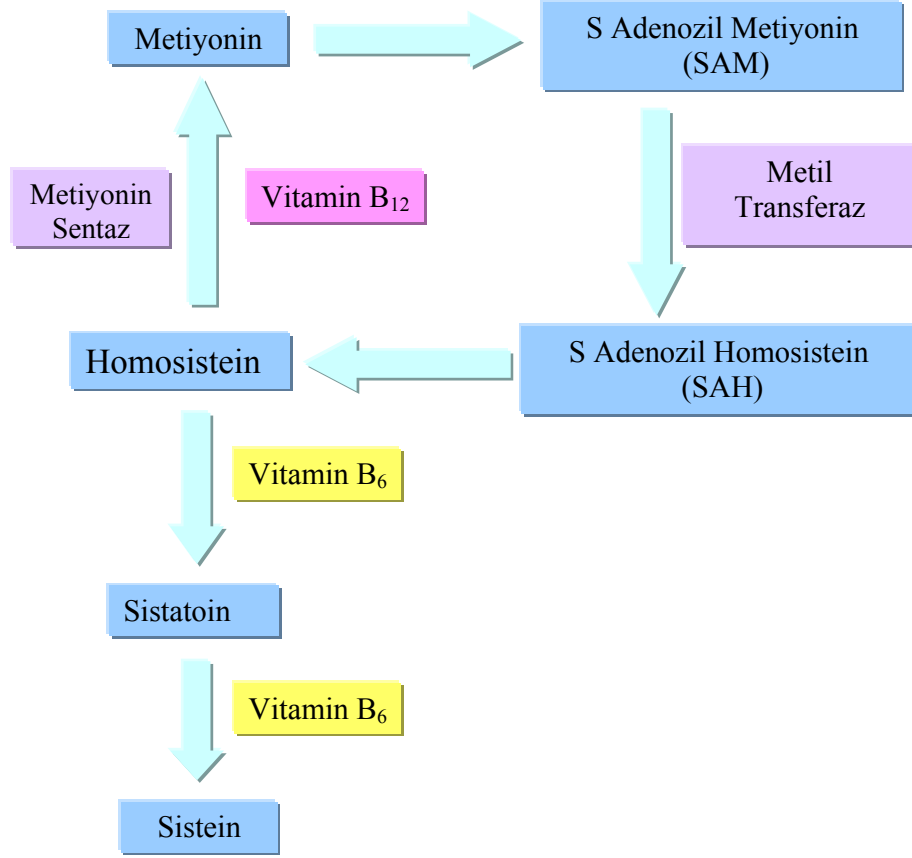 Metiyonin
S Adenozil Metiyonin
(SAM)
Metiyonin
Sentaz
Vitamin B₁₂
Metil
Transferaz
Homosistein
S Adenozil Homosistein
(SAH)
Vitamin B₆
Sistatoin
Vitamin B₆
Sistein